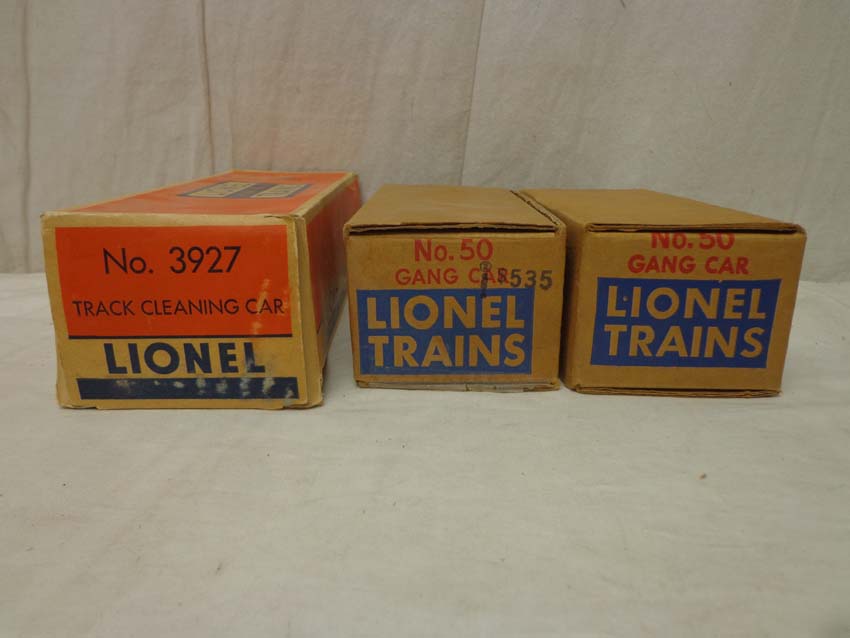 No. 3927
TRACK CLEANING CAR
LIONEL
No. 50
GANG CAR
$535
LIONEL
TRAINS
No. 50
GANG CAR
LIONEL
TRAINS